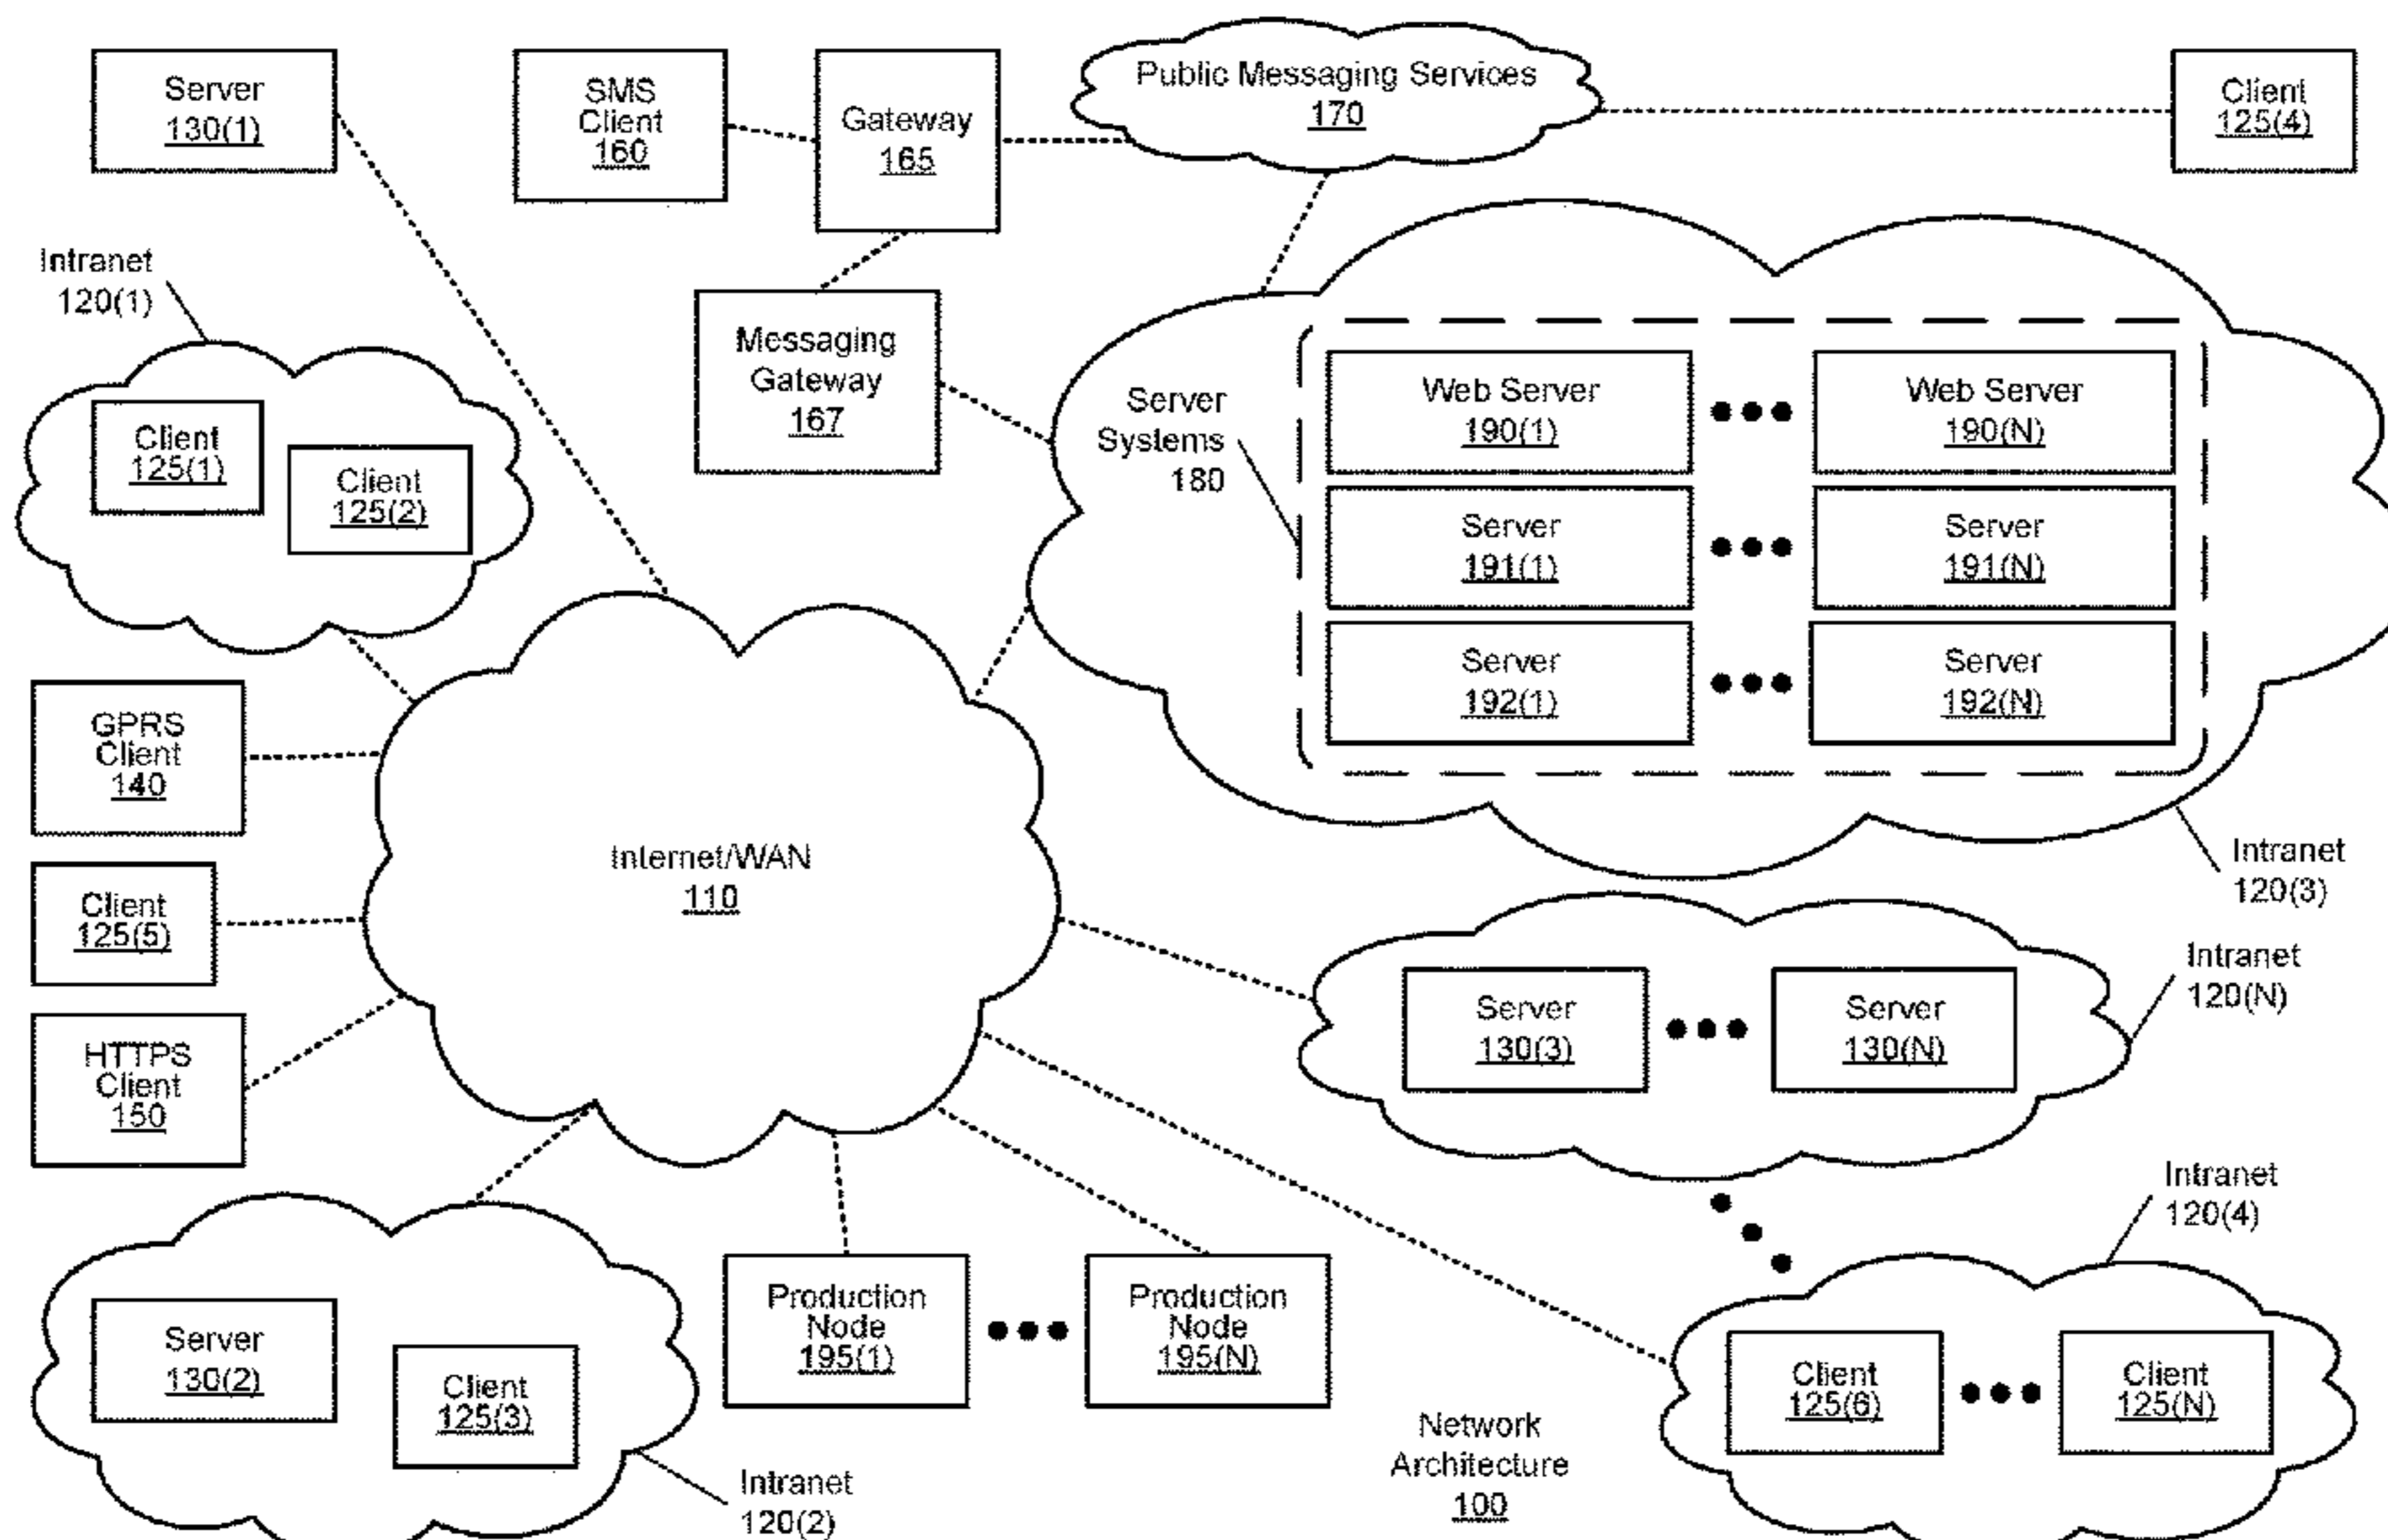 Server
130(1)
SMS
Client
160
Gateway
165
Public Messaging Services
170
Client
125(4)
Intranet
120(1)
Client
125(1)
Client
125(2)
Messaging
Gateway
167
Server
Systems
180
Web Server
190(1)
Web Server
190(N)
Server
191(1)
Server
191(N)
Server
192(1)
Server
192(N)
Intranet
120(3)
GPRS
Client
140
Client
125(5)
HTTPS
Client
150
Internet/WAN
110
Server
130(3)
Server
130(N)
Intranet
120(N)
Intranet
120(4)
Server
130(2)
Client
125(3)
Intranet
120(2)
Production
Node
195(1)
Production
Node
195(N)
Client
125(6)
Client
125(N)
Network
Architecture
100